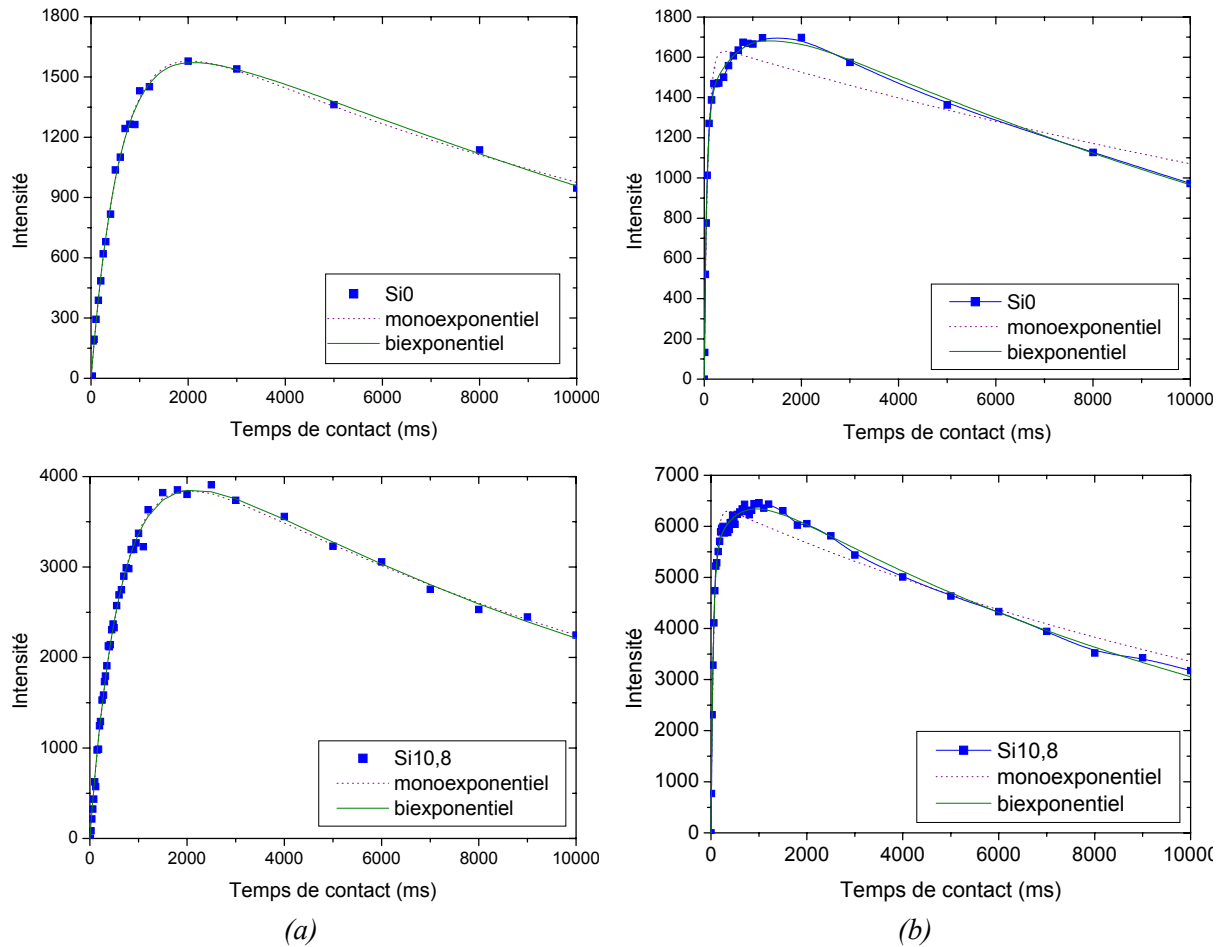 1800
1500
1200
900
600
300
0
0 2000 4000 6000 8000 10000
Intensité
Temps de contact (ms)
Si0
monoexponentiel
biexponentiel
1800
1600
1400
1200
1000
800
600
400
200
0
0 2000 4000 6000 8000 10000
Intensité
Temps de contact (ms)
Si0
monoexponentiel
biexponentiel
4000
3000
2000
1000
0
0 2000 4000 6000 8000 10000
Intensité
Temps de contact (ms)
Si10,8
monoexponentiel
biexponentiel
(a)
7000
6000
5000
4000
3000
2000
1000
0
0 2000 4000 6000 8000 10000
Intensité
Temps de contact (ms)
Si10,8
monoexponentiel
biexponentiel
(b)